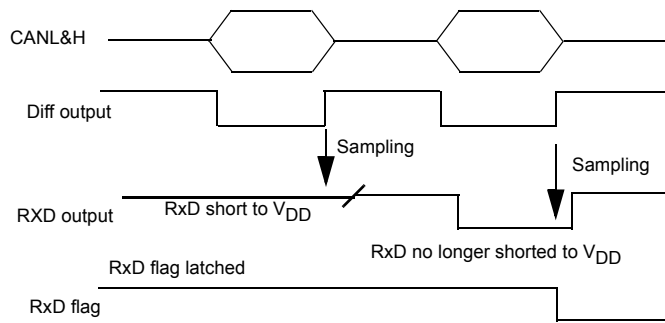 CANL&H
Diff output
Sampling
Sampling
RXD output
RxD short to VDD
RxD no longer shorted to VDD
RxD flag latched
RxD flag